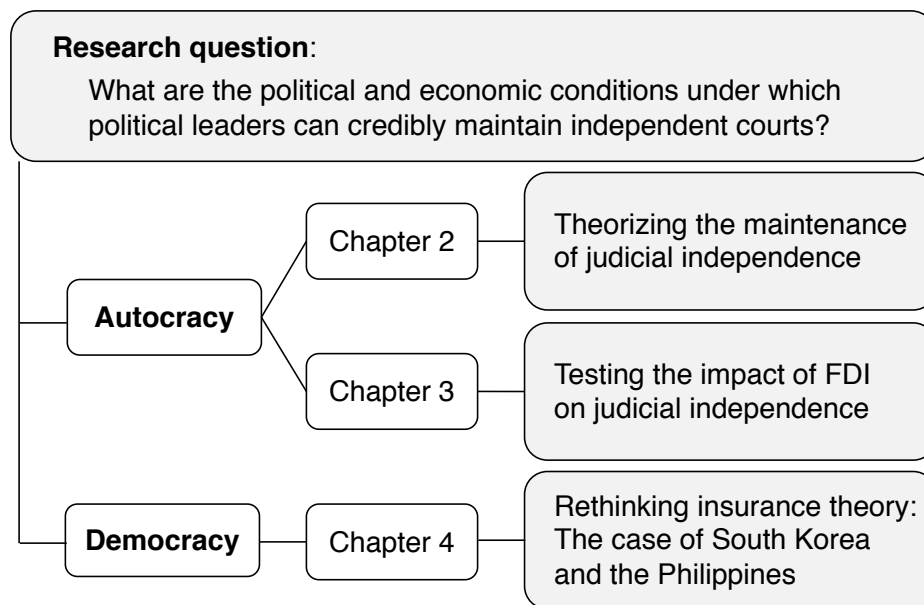 Research question:
What are the political and economic conditions under which
political leaders can credibly maintain independent courts?
Autocracy
Chapter 2
Theorizing the maintenance
of judicial independence
Chapter 3
Testing the impact of FDI
on judicial independence
Democracy
Chapter 4
Rethinking insurance theory:
The case of South Korea
and the Philippines